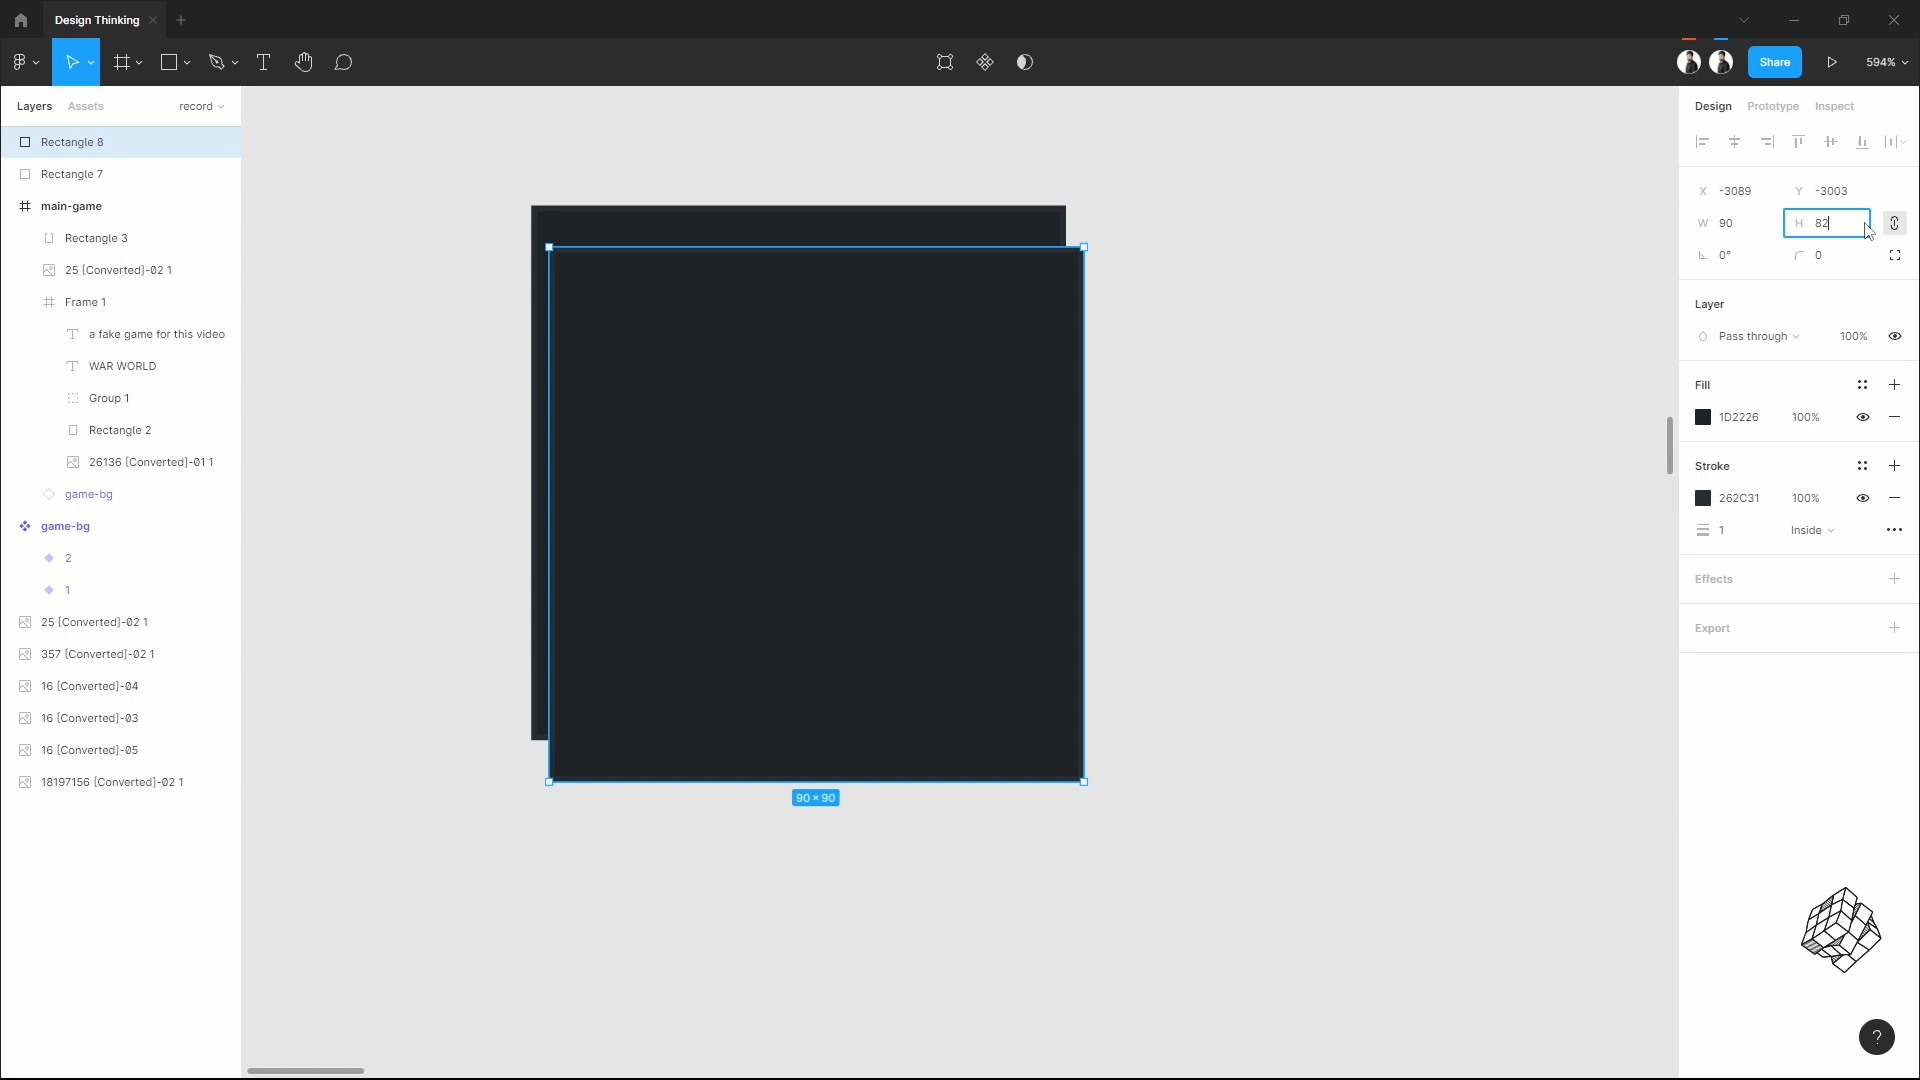 Design Thinking
Share
594%
Layers
Assets
record
Rectangle 8
Rectangle 7
main-game
Rectangle 3
25 [Converted]-02 1
Frame 1
a fake game for this video
WAR WORLD
Group 1
Rectangle 2
26136 [Converted]-01 1
game-bg
game-bg
2
1
25 [Converted]-02 1
357 [Converted]-02 1
16 [Converted]-04
16 [Converted]-03
16 [Converted]-05
18197156 [Converted]-02 1
90 × 90
Design
Prototype
Inspect
X -3089
Y -3003
W 90
H 82
0°
0
Layer
Pass through
100%
Fill
1D2226
100%
Stroke
262C31
100%
1
Inside
Effects
Export
?